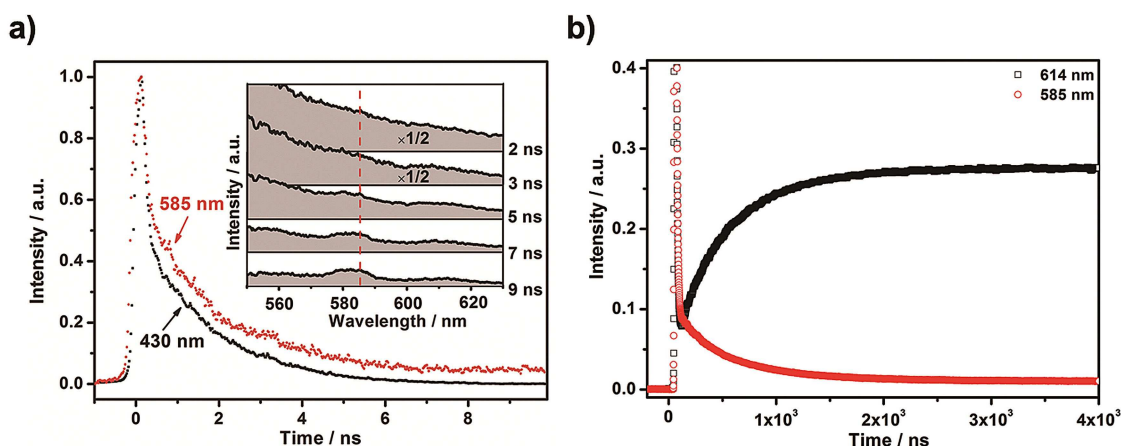 a)
Intensity / a.u.
1.0
0.8
0.6
0.4
0.2
0.0
0 2 4 6 8
Time / ns
585 nm
430 nm
Intensity / a.u.
×1/2
×1/2
2 ns
3 ns
5 ns
7 ns
9 ns
560 580 600 620
Wavelength / nm
b)
Intensity / a.u.
0.4
0.3
0.2
0.1
0.0
0 1x10³ 2x10³ 3x10³ 4x10³
Time / ns
614 nm
585 nm